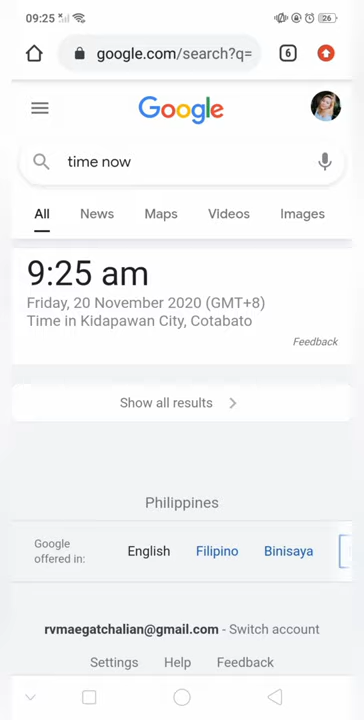 09:25
26
google.com/search?q=
6
Google
time now
All News Maps Videos Images
9:25 am
Friday, 20 November 2020 (GMT+8)
Time in Kidapawan City, Cotabato
Feedback
Show all results
Philippines
Google offered in: English Filipino Binisaya
rvmaegatchalian@gmail.com - Switch account
Settings Help Feedback